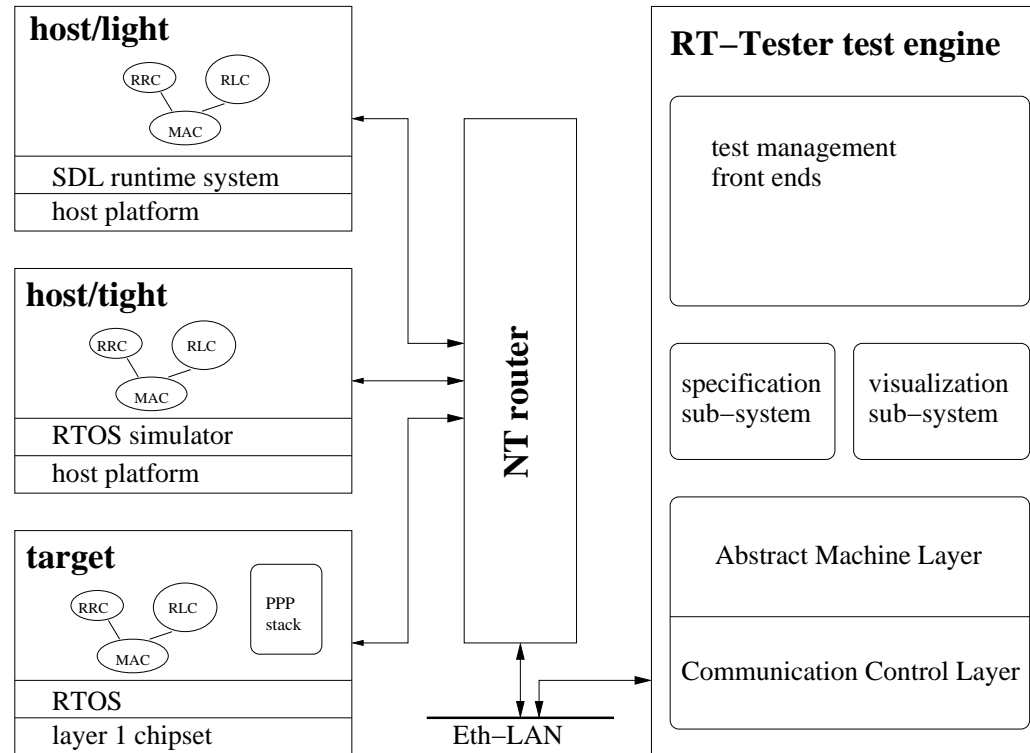 host/light
RRC
RLC
MAC
SDL runtime system
host platform
host/tight
RRC
RLC
MAC
RTOS simulator
host platform
target
RRC
RLC
MAC
PPP
stack
RTOS
layer 1 chipset
NT router
Eth−LAN
RT−Tester test engine
test management
front ends
specification
sub−system
visualization
sub−system
Abstract Machine Layer
Communication Control Layer